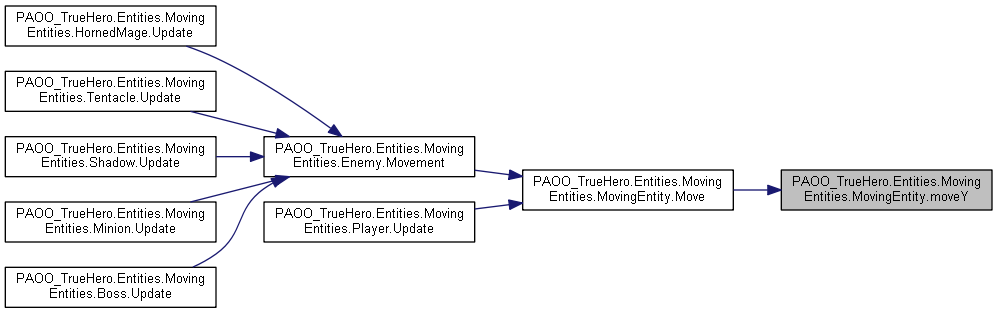 PAOO_TrueHero.Entities.Moving
Entities.HornedMage.Update
PAOO_TrueHero.Entities.Moving
Entities.Tentacle.Update
PAOO_TrueHero.Entities.Moving
Entities.Shadow.Update
PAOO_TrueHero.Entities.Moving
Entities.Minion.Update
PAOO_TrueHero.Entities.Moving
Entities.Boss.Update
PAOO_TrueHero.Entities.Moving
Entities.Enemy.Movement
PAOO_TrueHero.Entities.Moving
Entities.Player.Update
PAOO_TrueHero.Entities.Moving
Entities.MovingEntity.Move
PAOO_TrueHero.Entities.Moving
Entities.MovingEntity.moveY